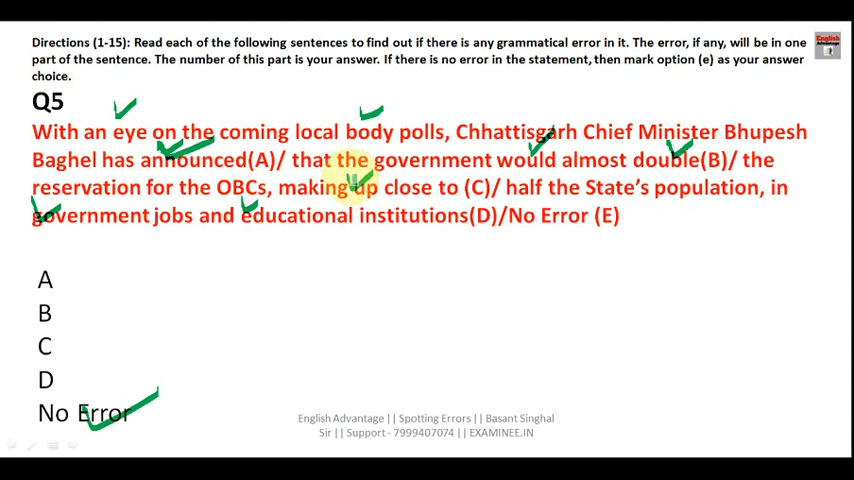 Directions (1-15): Read each of the following sentences to find out if there is any grammatical error in it. The error, if any, will be in one
part of the sentence. The number of this part is your answer. If there is no error in the statement, then mark option (e) as your answer
choice.
English
Advantage
Q5
With an eye on the coming local body polls, Chhattisgarh Chief Minister Bhupesh
Baghel has announced(A)/ that the government would almost double(B)/ the
reservation for the OBCs, making up close to (C)/ half the State's population, in
government jobs and educational institutions(D)/No Error (E)
A
B
C
D
No Error
English Advantage || Spotting Errors || Basant Singhal
Sir || Support - 7999407074 || EXAMINEE.IN